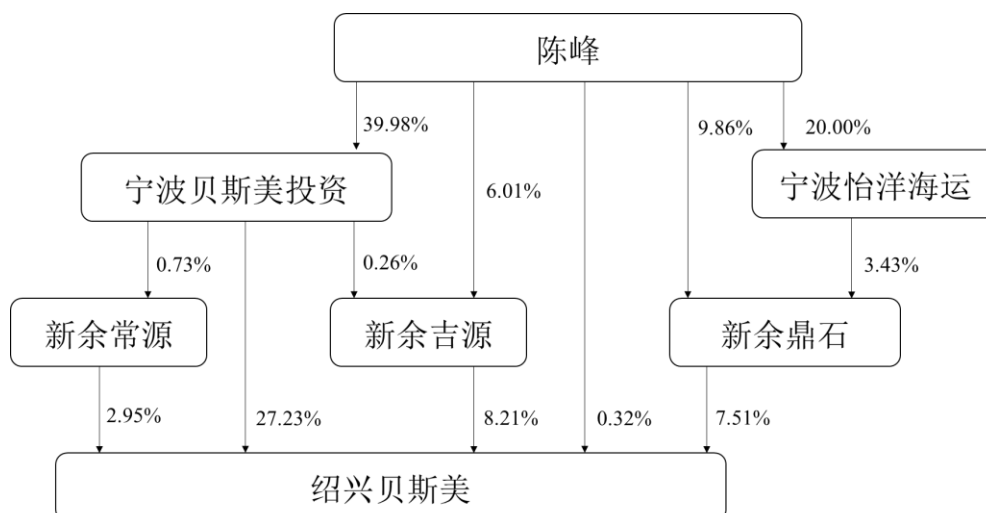 陈峰
39.98%
9.86%
20.00%
宁波贝斯美投资
6.01%
宁波怡洋海运
0.73%
0.26%
3.43%
新余常源
新余吉源
新余鼎石
2.95%
27.23%
8.21%
0.32%
7.51%
绍兴贝斯美